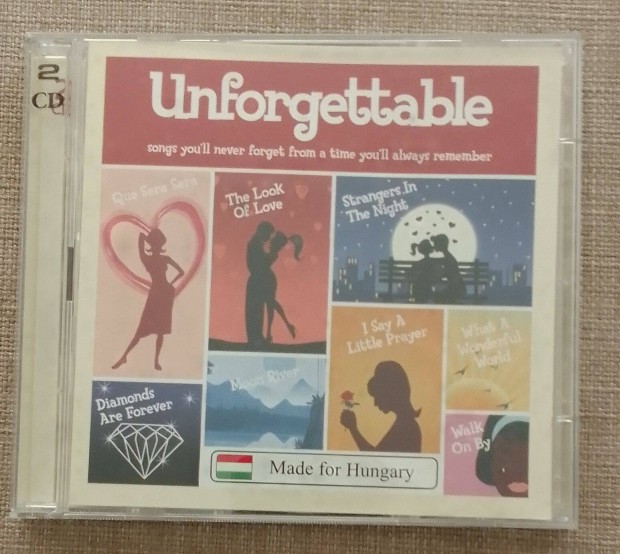 2
CD
Unforgettable
songs you'll never forget from a time you'll always remember
Que Sera Sera
The Look
Of Love
Strangers In
The Night
I Say A
Little Prayer
What A
Wonderful
World
Moon River
Diamonds
Are Forever
Walk
On By
Made for Hungary